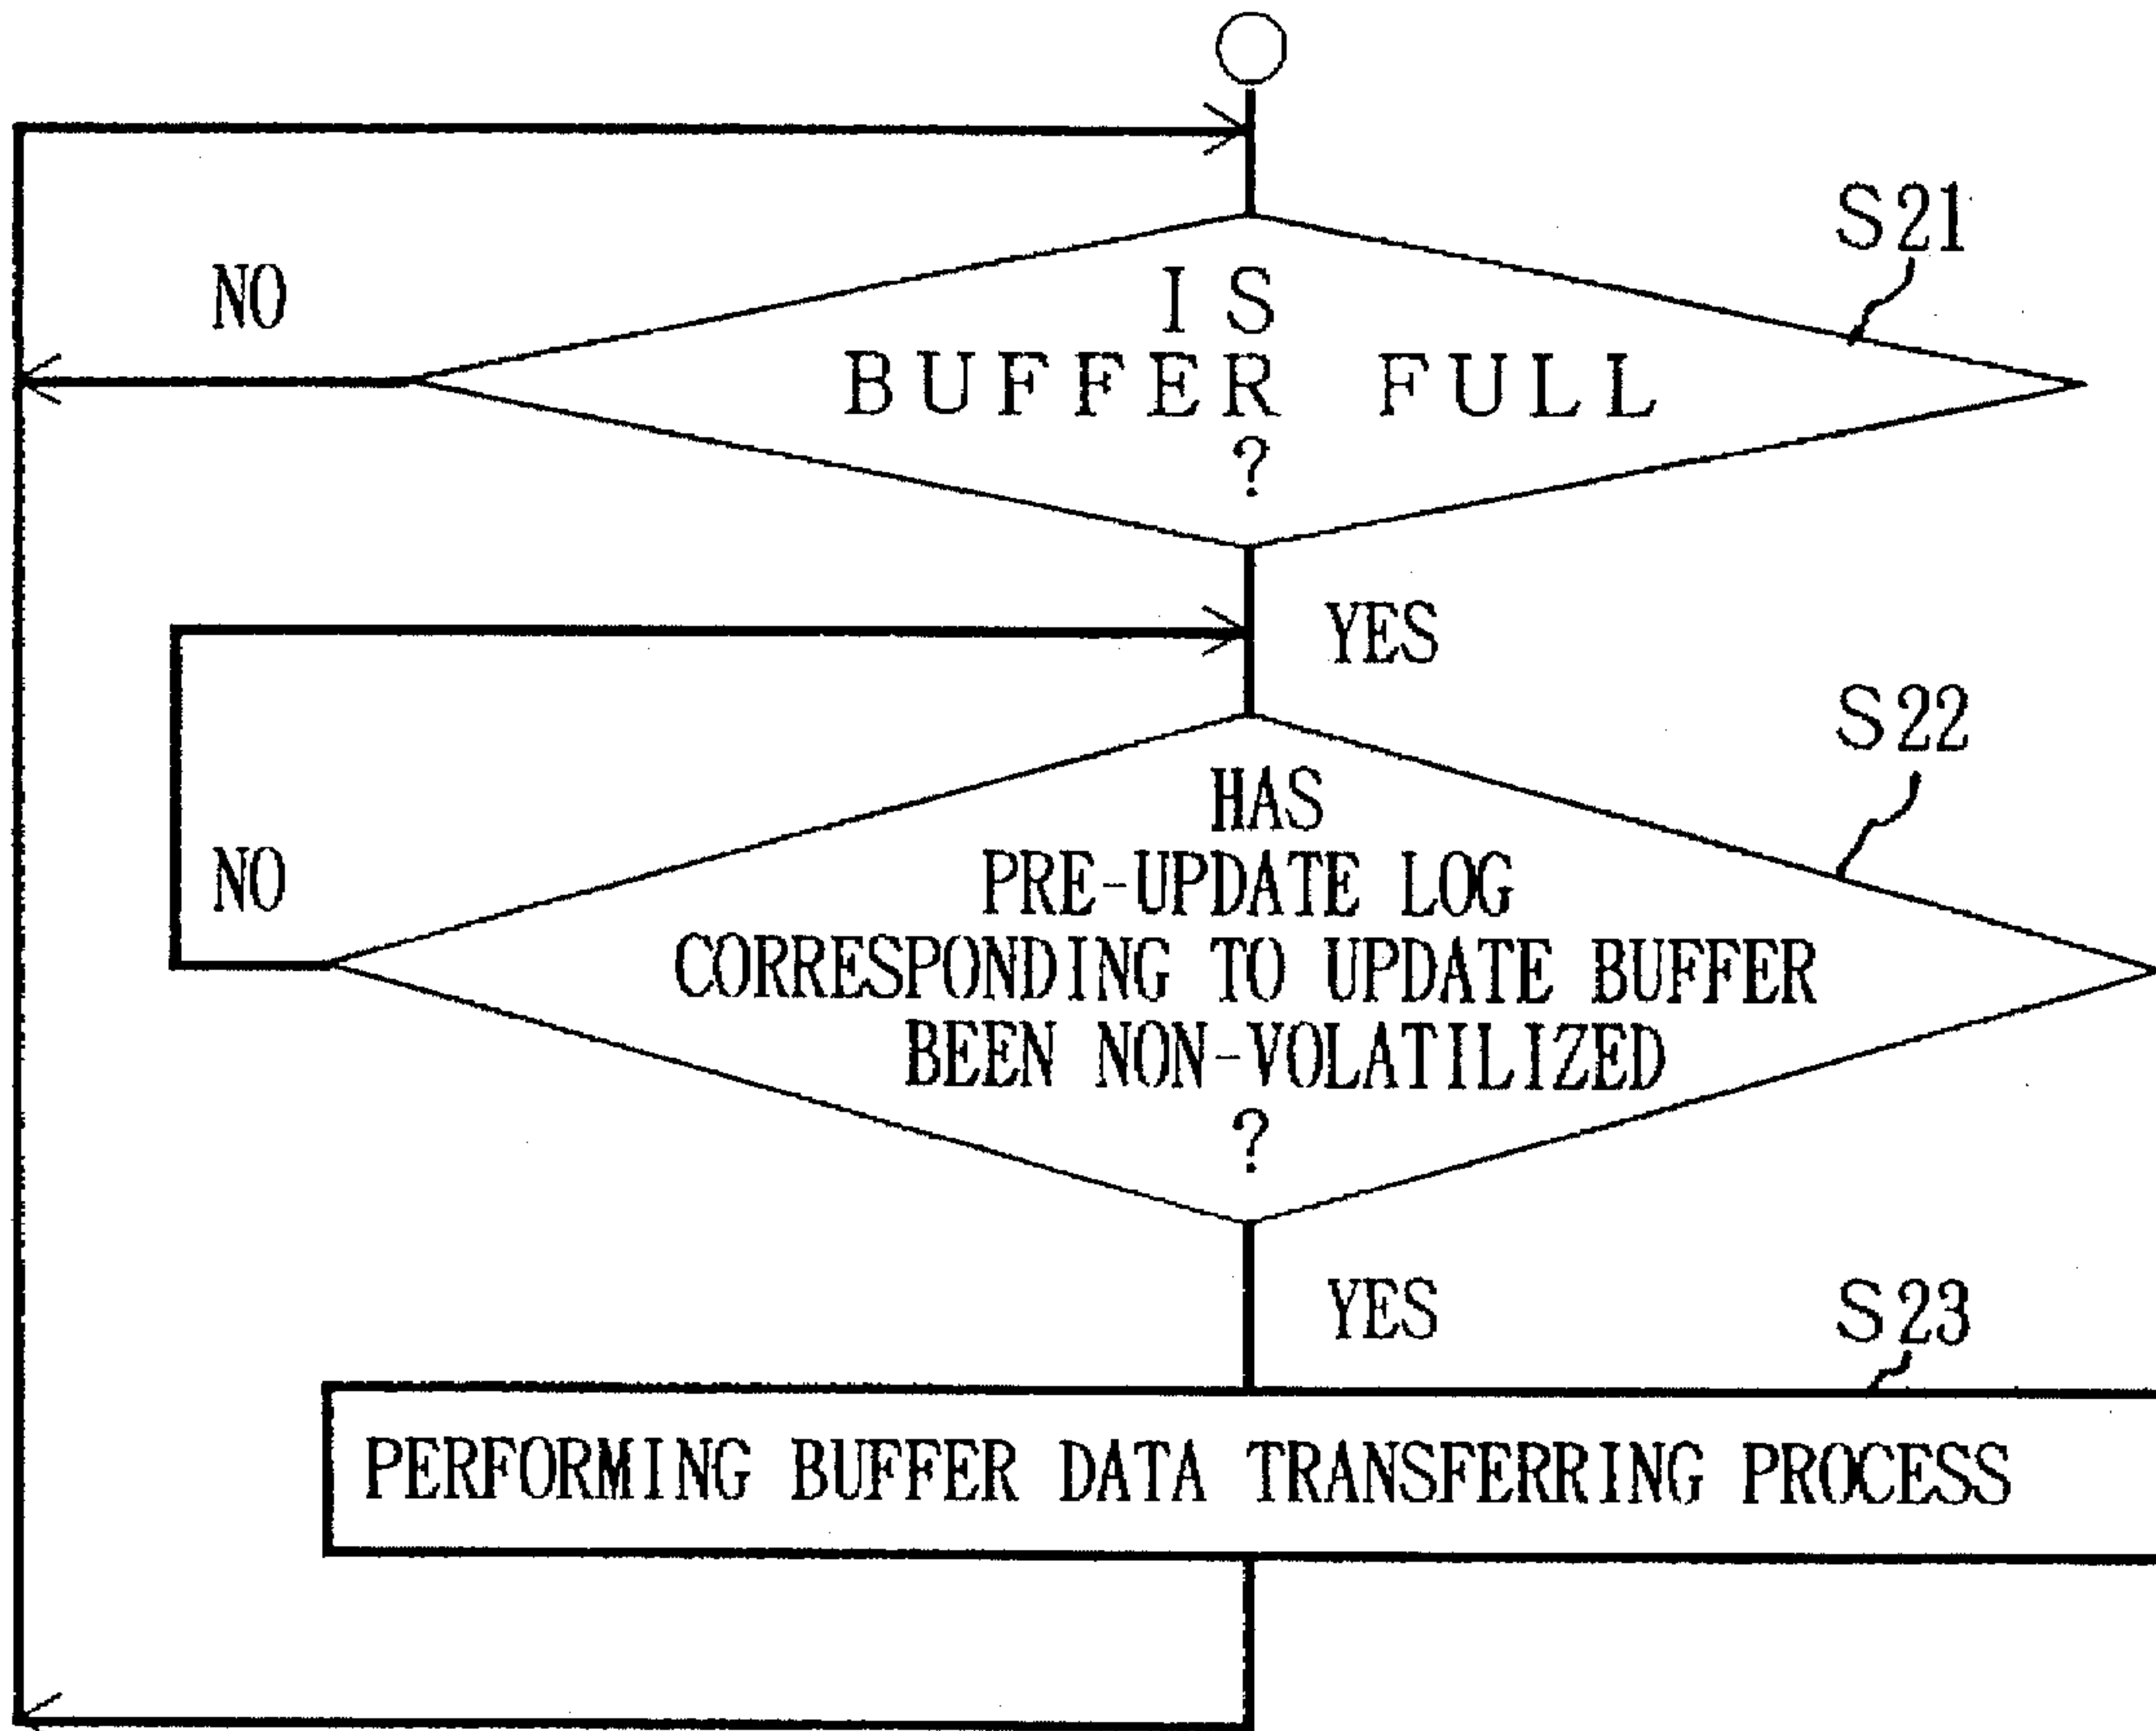 S21
NO
IS
BUFFER FULL
?
YES
S22
HAS
PRE-UPDATE LOG
NO
CORRESPONDING TO UPDATE BUFFER
BEEN NON-VOLATILIZED
?
YES
S23
PERFORMING BUFFER DATA TRANSFERRING PROCESS